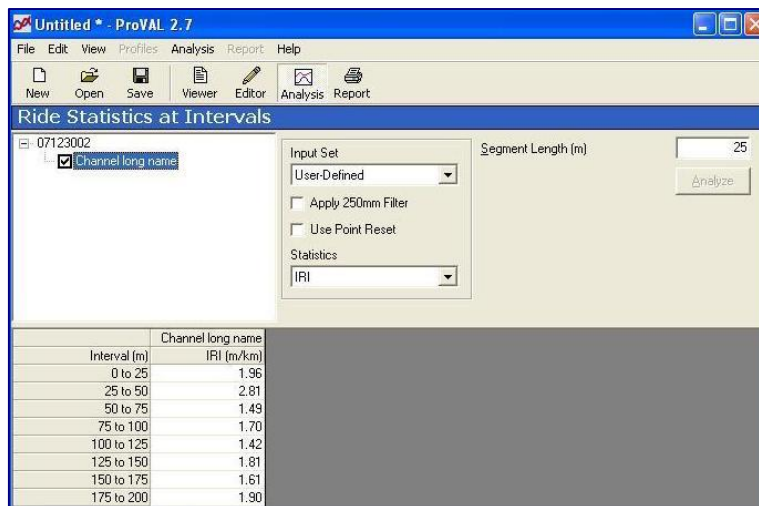 Untitled * - ProVAL 2.7
File Edit View Profiles Analysis Report Help
New Open Save Viewer Editor Analysis Report
Ride Statistics at Intervals
07123002
Channel long name
Input Set
User-Defined
Apply 250mm Filter
Use Point Reset
Statistics
IRI
Segment Length (m) 25
Analyze
Channel long name
Interval (m) IRI (m/km)
0 to 25 1.96
25 to 50 2.81
50 to 75 1.49
75 to 100 1.70
100 to 125 1.42
125 to 150 1.81
150 to 175 1.61
175 to 200 1.90